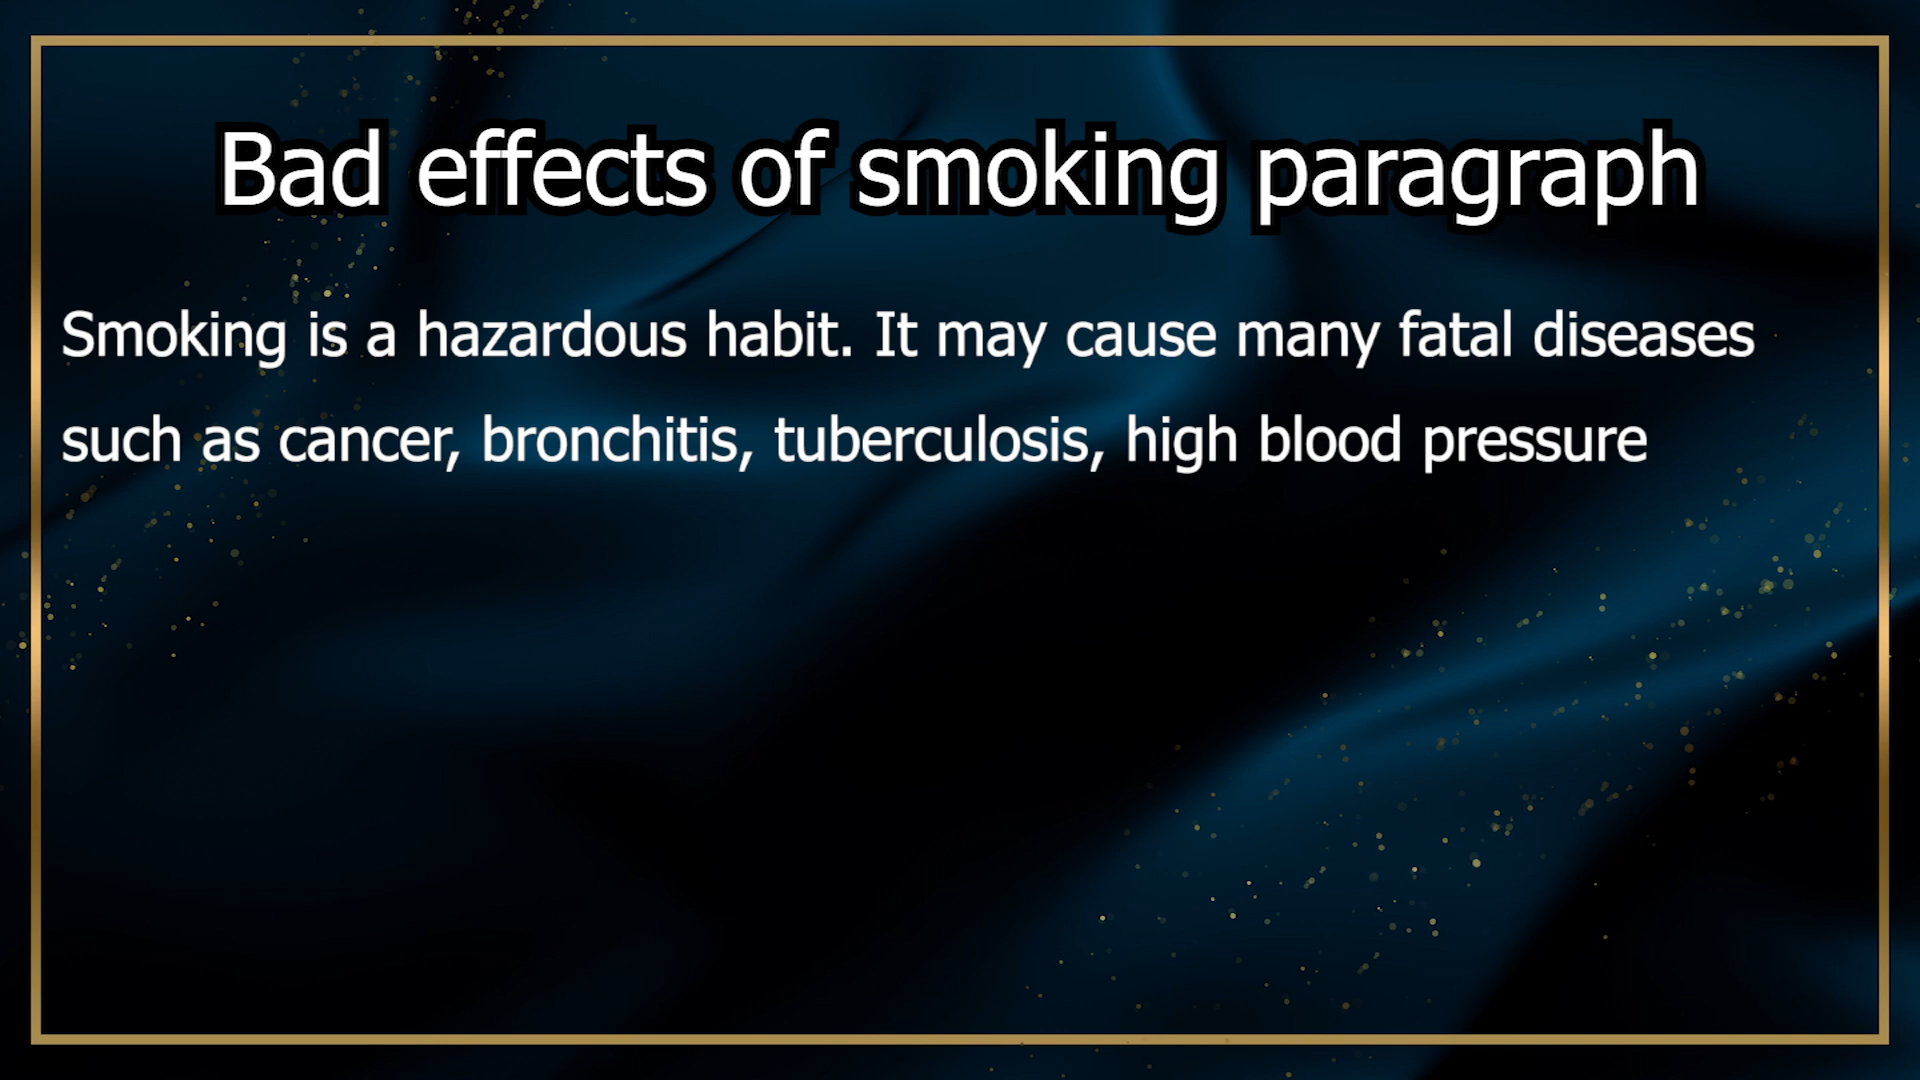 Bad effects of smoking paragraph
Smoking is a hazardous habit. It may cause many fatal diseases
such as cancer, bronchitis, tuberculosis, high blood pressure